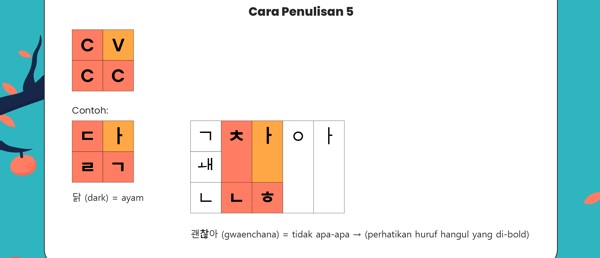 Cara Penulisan 5
C V
C C
Contoh:
ㄷ ㅏ
ㄹ ㄱ
닭 (dark) = ayam
ㄱ ㅊ ㅏ ㅇ ㅏ
ㅙ
ㄴ ㄴ ㅎ
괜찮아 (gwaenchana) = tidak apa-apa → (perhatikan huruf hangul yang di-bold)